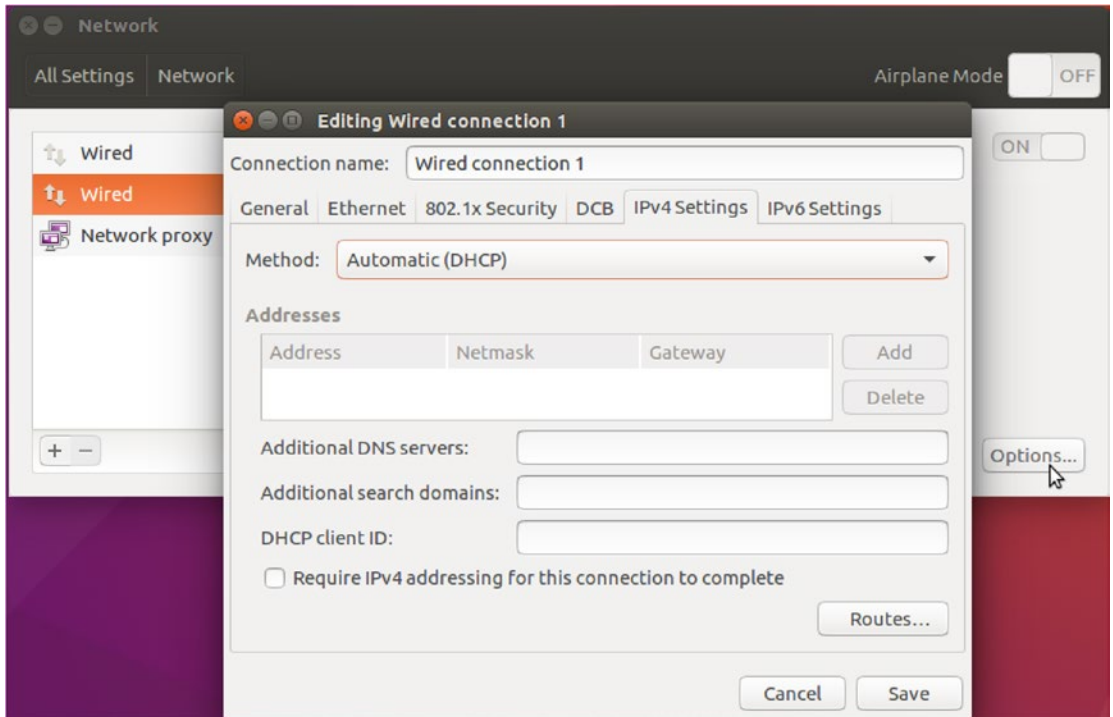 Network
All Settings Network Airplane Mode OFF
Editing Wired connection 1
Wired ON
Connection name: Wired connection 1
Wired
General Ethernet 802.1x Security DCB IPv4 Settings IPv6 Settings
Network proxy
Method: Automatic (DHCP)
Addresses
Address Netmask Gateway Add
Delete
Additional DNS servers:
Options...
Additional search domains:
DHCP client ID:
Require IPv4 addressing for this connection to complete
Routes...
Cancel Save